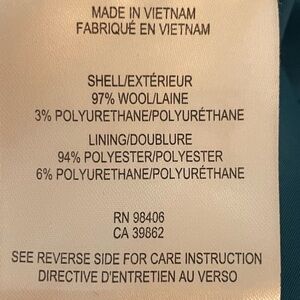 MADE IN VIETNAM
FABRIQUÉ EN VIETNAM
SHELL/EXTÉRIEUR
97% WOOL/LAINE
3% POLYURETHANE/POLYURÉTHANE
LINING/DOUBLURE
94% POLYESTER/POLYESTER
6% POLYURETHANE/POLYURÉTHANE
RN 98406
CA 39862
SEE REVERSE SIDE FOR CARE INSTRUCTION
DIRECTIVE D'ENTRETIEN AU VERSO